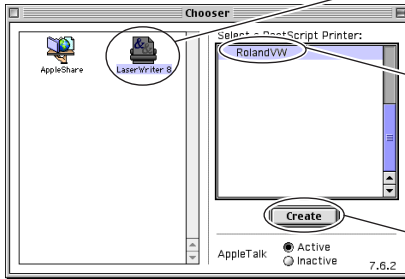 Chooser
Select a PostScript Printer:
AppleShare
LaserWriter 8
RolandVW
Create
AppleTalk
Active
Inactive
7.6.2